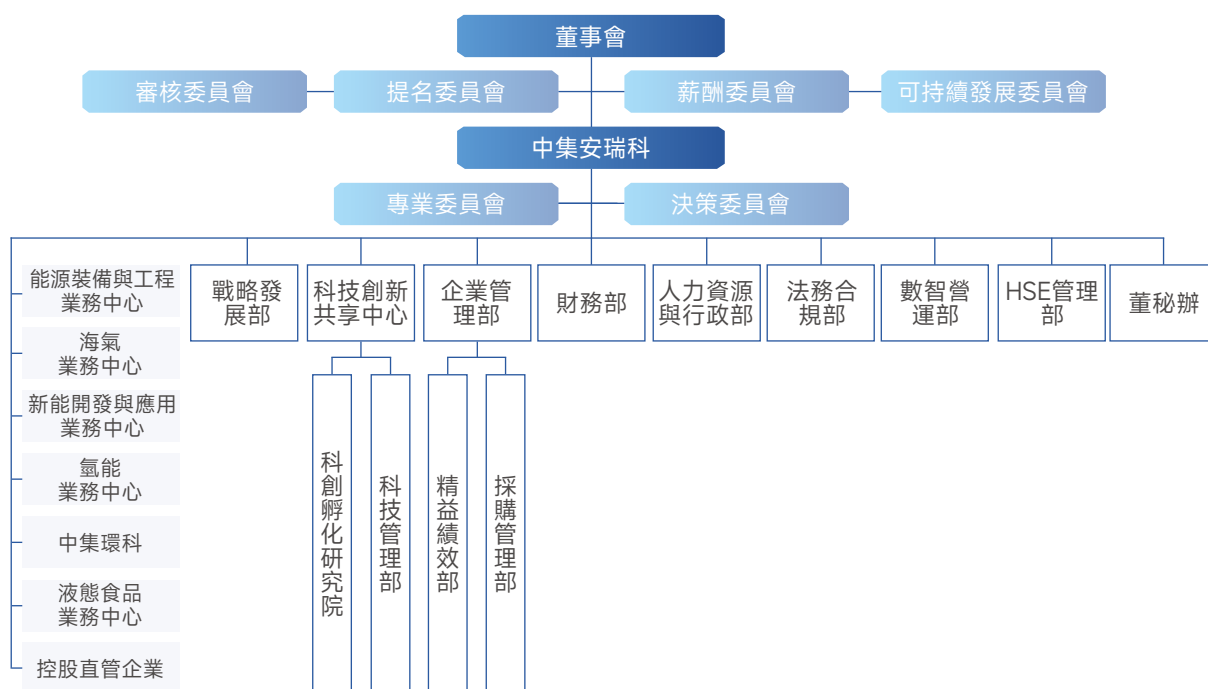 董事會
審核委員會
提名委員會
薪酬委員會
可持續發展委員會
中集安瑞科
專業委員會
決策委員會
能源裝備與工程
業務中心
海氣
業務中心
新能開發與應用
業務中心
氫能
業務中心
中集環科
液態食品
業務中心
控股直管企業
戰略發
展部
科技創新
共享中心
企業管
理部
財務部
人力資源
與行政部
法務合
規部
數智營
運部
HSE管理
部
董秘辦
科創孵化研究院
科技管理部
精益績效部
採購管理部